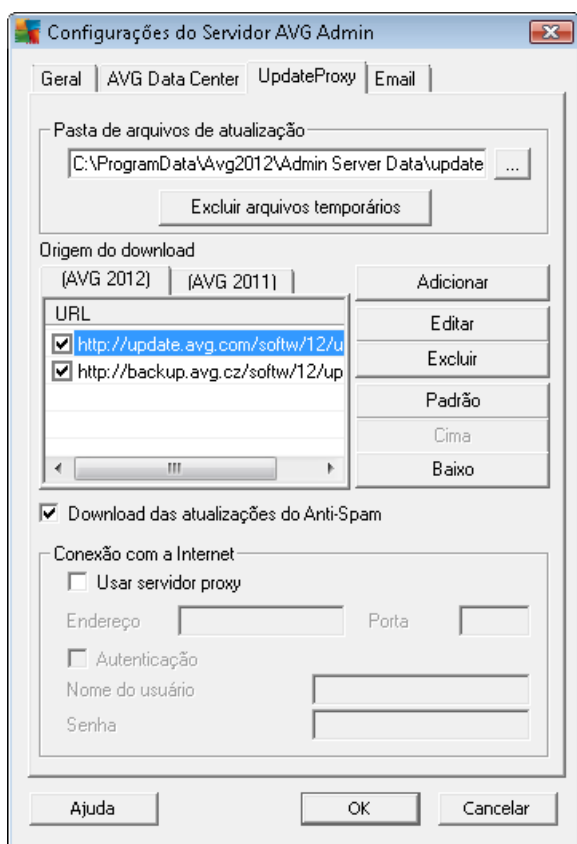 Configurações do Servidor AVG Admin
Geral AVG Data Center UpdateProxy Email
Pasta de arquivos de atualização
C:\ProgramData\Avg2012\Admin Server Data\update ...
Excluir arquivos temporários
Origem do download
(AVG 2012) (AVG 2011)
URL
http://update.avg.com/softw/12/u
http://backup.avg.cz/softw/12/up
Adicionar
Editar
Excluir
Padrão
Cima
Baixo
Download das atualizações do Anti-Spam
Conexão com a Internet
Usar servidor proxy
Endereço Porta
Autenticação
Nome do usuário
Senha
Ajuda OK Cancelar